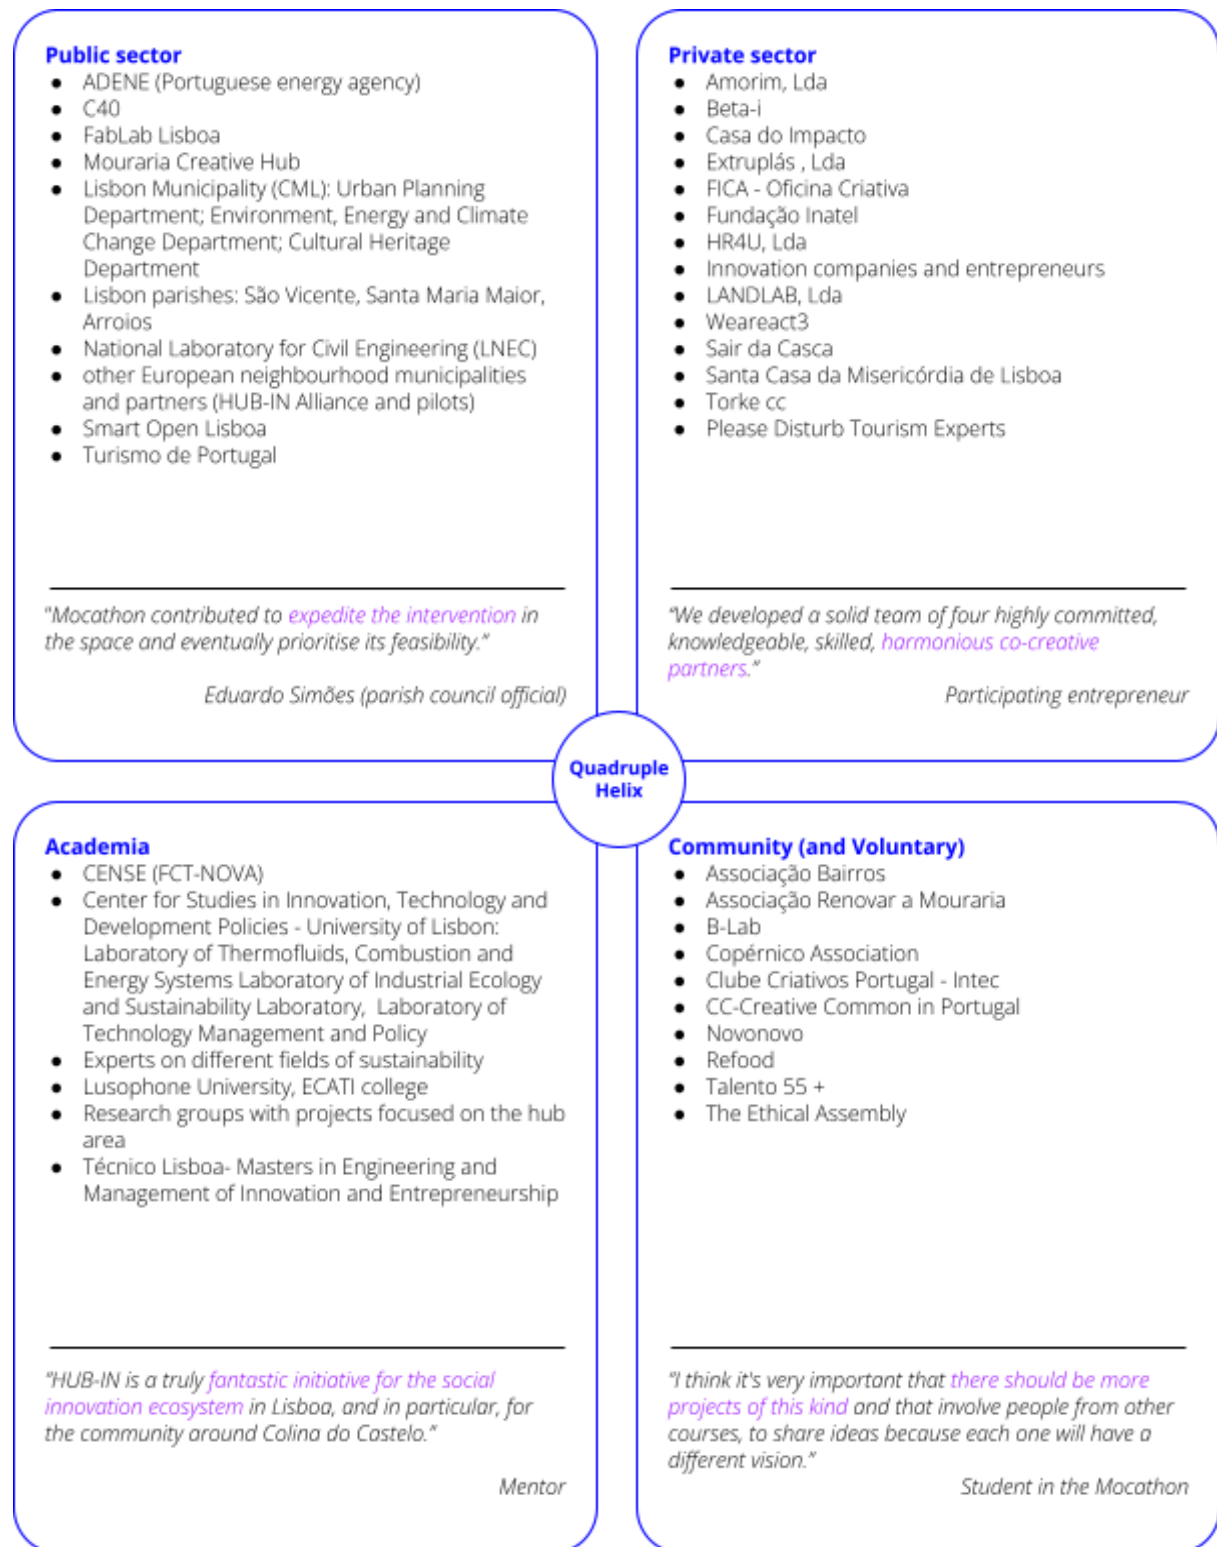 Public sector
● ADENE (Portuguese energy agency)
● C40
● FabLab Lisboa
● Mouraria Creative Hub
● Lisbon Municipality (CML): Urban Planning
Department; Environment, Energy and Climate
Change Department; Cultural Heritage
Department
● Lisbon parishes: São Vicente, Santa Maria Maior,
Arroios
● National Laboratory for Civil Engineering (LNEC)
● other European neighbourhood municipalities
and partners (HUB-IN Alliance and pilots)
● Smart Open Lisboa
● Turismo de Portugal
"Mocathon contributed to expedite the intervention in
the space and eventually prioritise its feasibility."
Eduardo Simões (parish council official)
Private sector
● Amorim, Lda
● Beta-i
● Casa do Impacto
● Extruplás , Lda
● FICA - Oficina Criativa
● Fundação Inatel
● HR4U, Lda
● Innovation companies and entrepreneurs
● LANDLAB, Lda
● Weareact3
● Sair da Casca
● Santa Casa da Misericórdia de Lisboa
● Torke cc
● Please Disturb Tourism Experts
"We developed a solid team of four highly committed,
knowledgeable, skilled, harmonious co-creative
partners."
Participating entrepreneur
Quadruple
Helix
Academia
● CENSE (FCT-NOVA)
● Center for Studies in Innovation, Technology and
Development Policies - University of Lisbon:
Laboratory of Thermofluids, Combustion and
Energy Systems Laboratory of Industrial Ecology
and Sustainability Laboratory, Laboratory of
Technology Management and Policy
● Experts on different fields of sustainability
● Lusophone University, ECATI college
● Research groups with projects focused on the hub
area
● Técnico Lisboa- Masters in Engineering and
Management of Innovation and Entrepreneurship
"HUB-IN is a truly fantastic initiative for the social
innovation ecosystem in Lisboa, and in particular, for
the community around Colina do Castelo."
Mentor
Community (and Voluntary)
● Associação Bairros
● Associação Renovar a Mouraria
● B-Lab
● Copérnico Association
● Clube Criativos Portugal - Intec
● CC-Creative Common in Portugal
● Novonovo
● Refood
● Talento 55 +
● The Ethical Assembly
"I think it's very important that there should be more
projects of this kind and that involve people from other
courses, to share ideas because each one will have a
different vision."
Student in the Mocathon